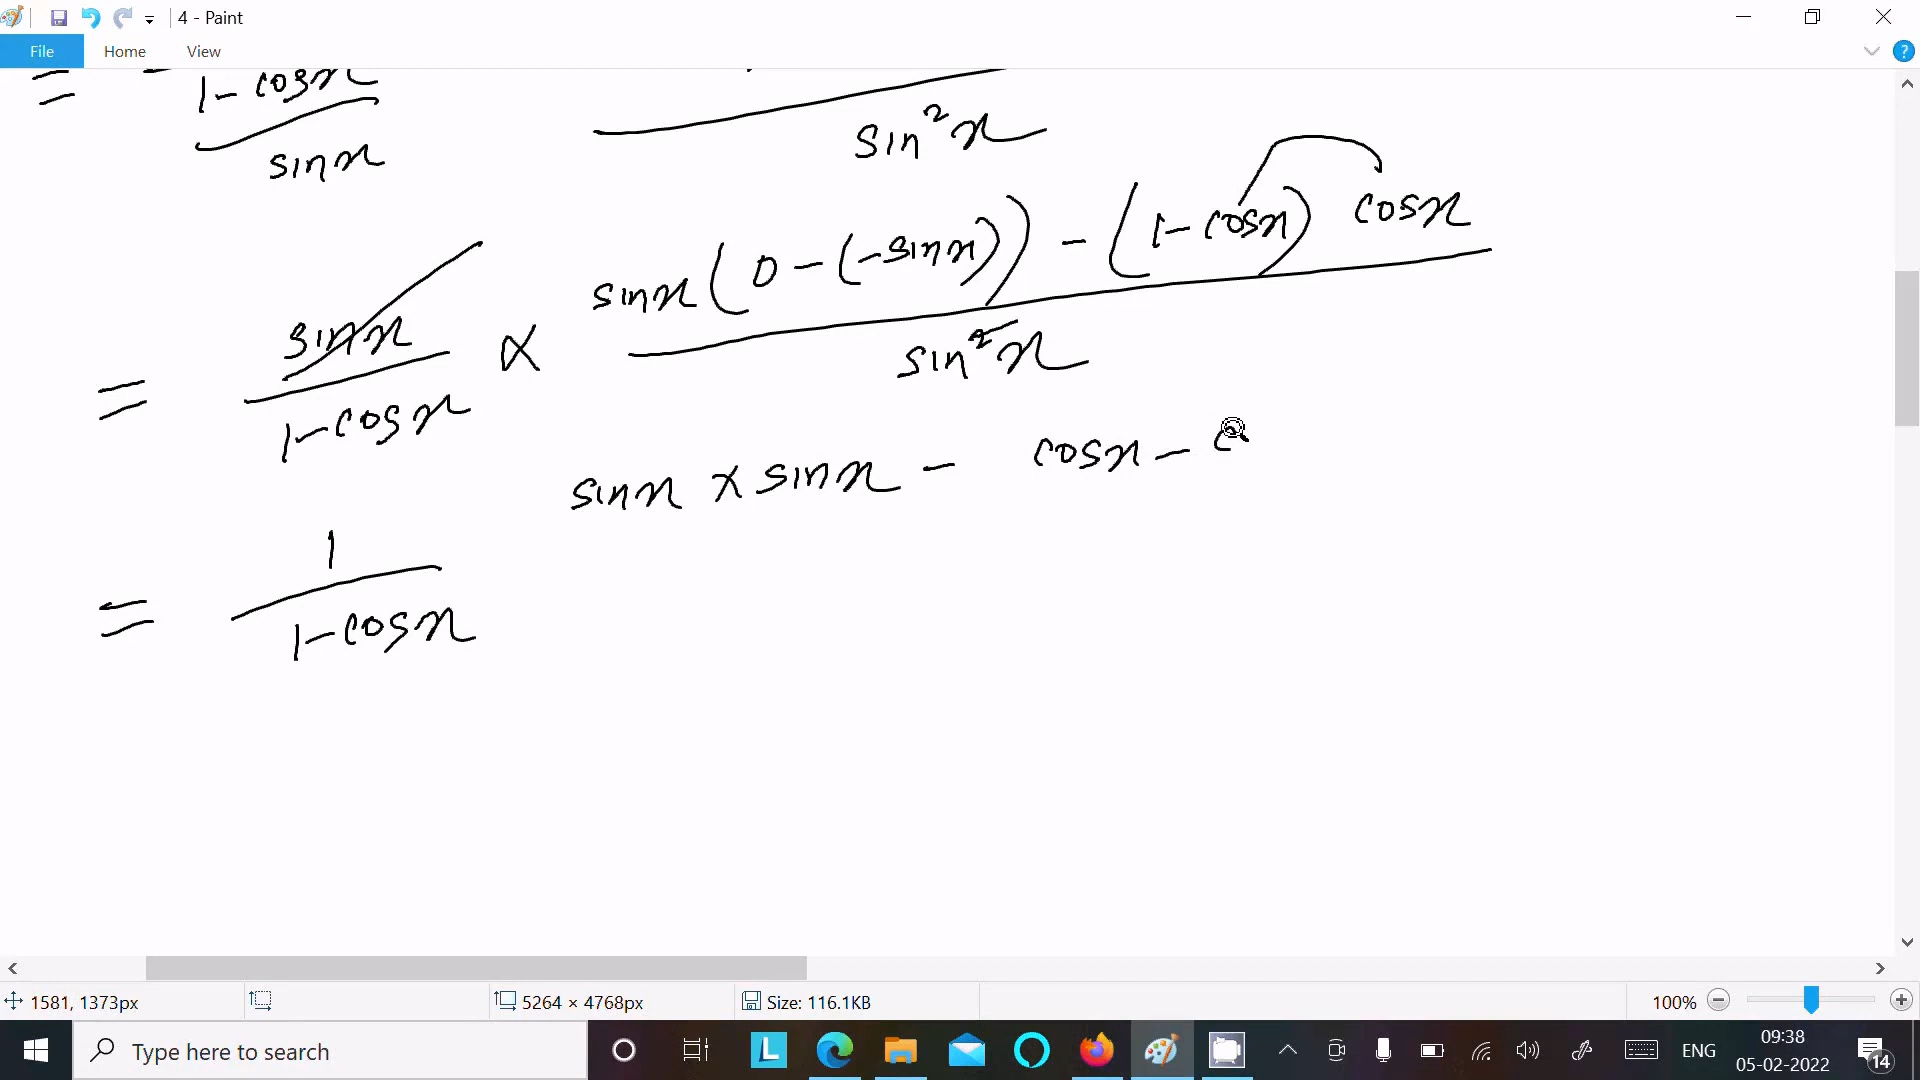 4 - Paint
File Home View
= 1-cosx
sinx
sin²x
= sinx / 1-cosx × sinx(0-(-sinx)) - (1-cosx) cosx / sin²x
sinx × sinx - cosx - c
= 1 / 1-cosx
1581, 1373px 5264 × 4768px Size: 116.1KB 100%
Type here to search L ENG 09:38
05-02-2022 14